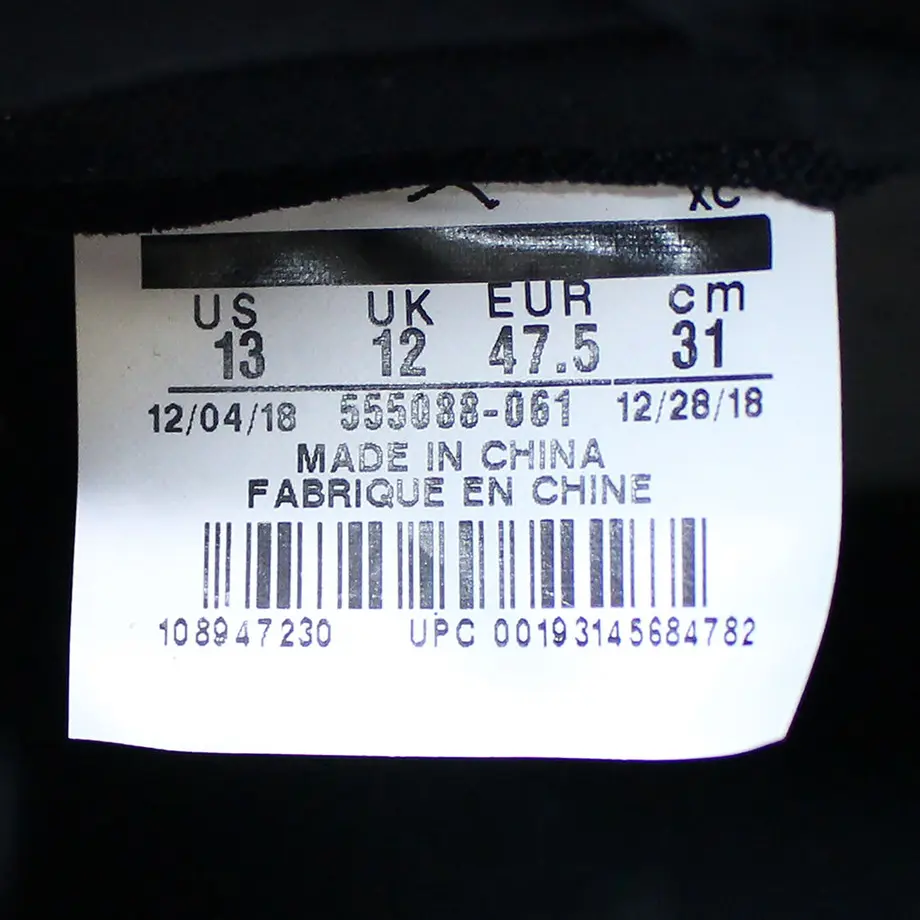 XC
US UK EUR cm
13 12 47.5 31
12/04/18 555088-061 12/28/18
MADE IN CHINA
FABRIQUE EN CHINE
108947230 UPC 00193145684782